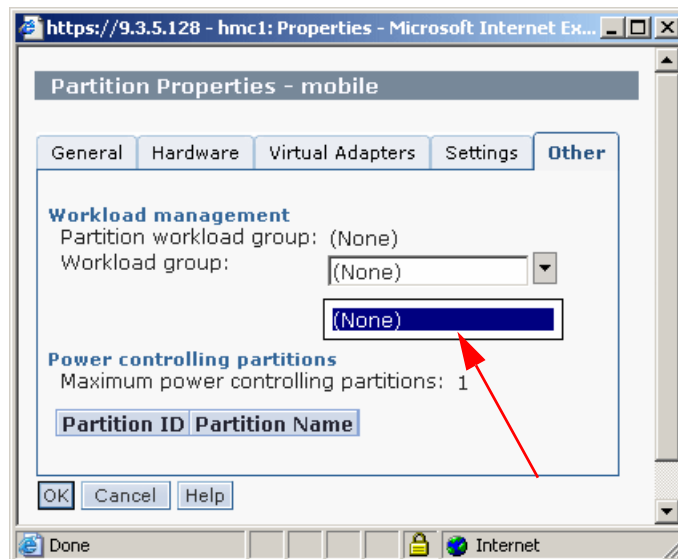 https://9.3.5.128 - hmc1: Properties - Microsoft Internet Ex...
Partition Properties - mobile
General Hardware Virtual Adapters Settings Other
Workload management
Partition workload group: (None)
Workload group: (None)
(None)
Power controlling partitions
Maximum power controlling partitions: 1
Partition ID Partition Name
OK Cancel Help
Done Internet